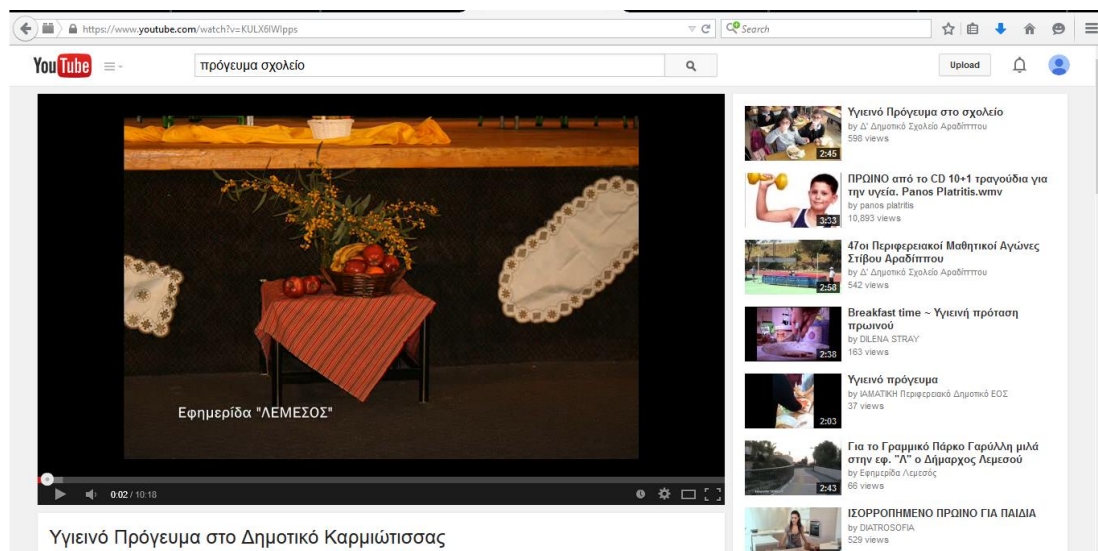 https://www.youtube.com/watch?v=KULX6lWlpps
Search
YouTube
πρόγευμα σχολείο
Upload
Εφημερίδα "ΛΕΜΕΣΟΣ"
0:02 / 10:18
Υγιεινό Πρόγευμα στο Δημοτικό Καρμιώτισσας
Υγιεινό Πρόγευμα στο σχολείο
by Δ' Δημοτικό Σχολείο Αραδίππου
598 views
2:45
ΠΡΩΙΝΟ από το CD 10+1 τραγούδια για
την υγεία. Panos Platritis.wmv
by panos platritis
10,893 views
3:33
47οι Περιφερειακοί Μαθητικοί Αγώνες
Στίβου Αραδίππου
by Δ' Δημοτικό Σχολείο Αραδίππου
542 views
2:58
Breakfast time ~ Υγιεινή πρόταση
πρωινού
by DILENA STRAY
163 views
2:38
Υγιεινό πρόγευμα
by ΙΑΜΑΤΙΚΗ Περιφερειακό Δημοτικό ΕΟΣ
37 views
2:03
Για το Γραμμικό Πάρκο Γαρύλλη μιλά
στην εφ. "Λ" ο Δήμαρχος Λεμεσού
by Εφημερίδα Λεμεσός
66 views
2:43
ΙΣΟΡΡΟΠΗΜΕΝΟ ΠΡΩΙΝΟ ΓΙΑ ΠΑΙΔΙΑ
by DIATROSOFIA
529 views